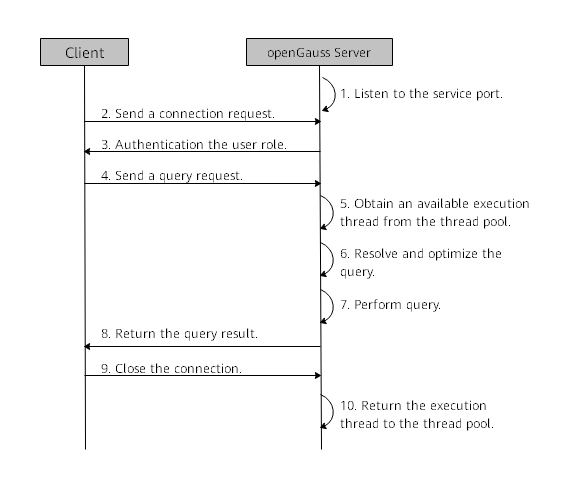 Client
openGauss Server
1. Listen to the service port.
2. Send a connection request.
3. Authentication the user role.
4. Send a query request.
5. Obtain an available execution
thread from the thread pool.
6. Resolve and optimize the
query.
7. Perform query.
8. Return the query result.
9. Close the connection.
10. Return the execution
thread to the thread pool.